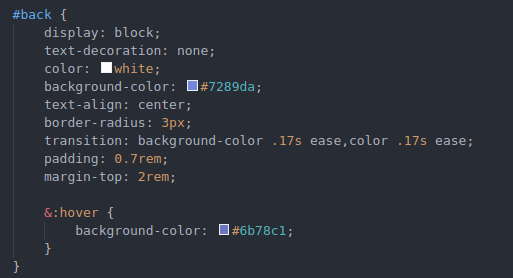 #back {
    display: block;
    text-decoration: none;
    color: white;
    background-color: #7289da;
    text-align: center;
    border-radius: 3px;
    transition: background-color .17s ease,color .17s ease;
    padding: 0.7rem;
    margin-top: 2rem;

    &:hover {
        background-color: #6b78c1;
    }
}